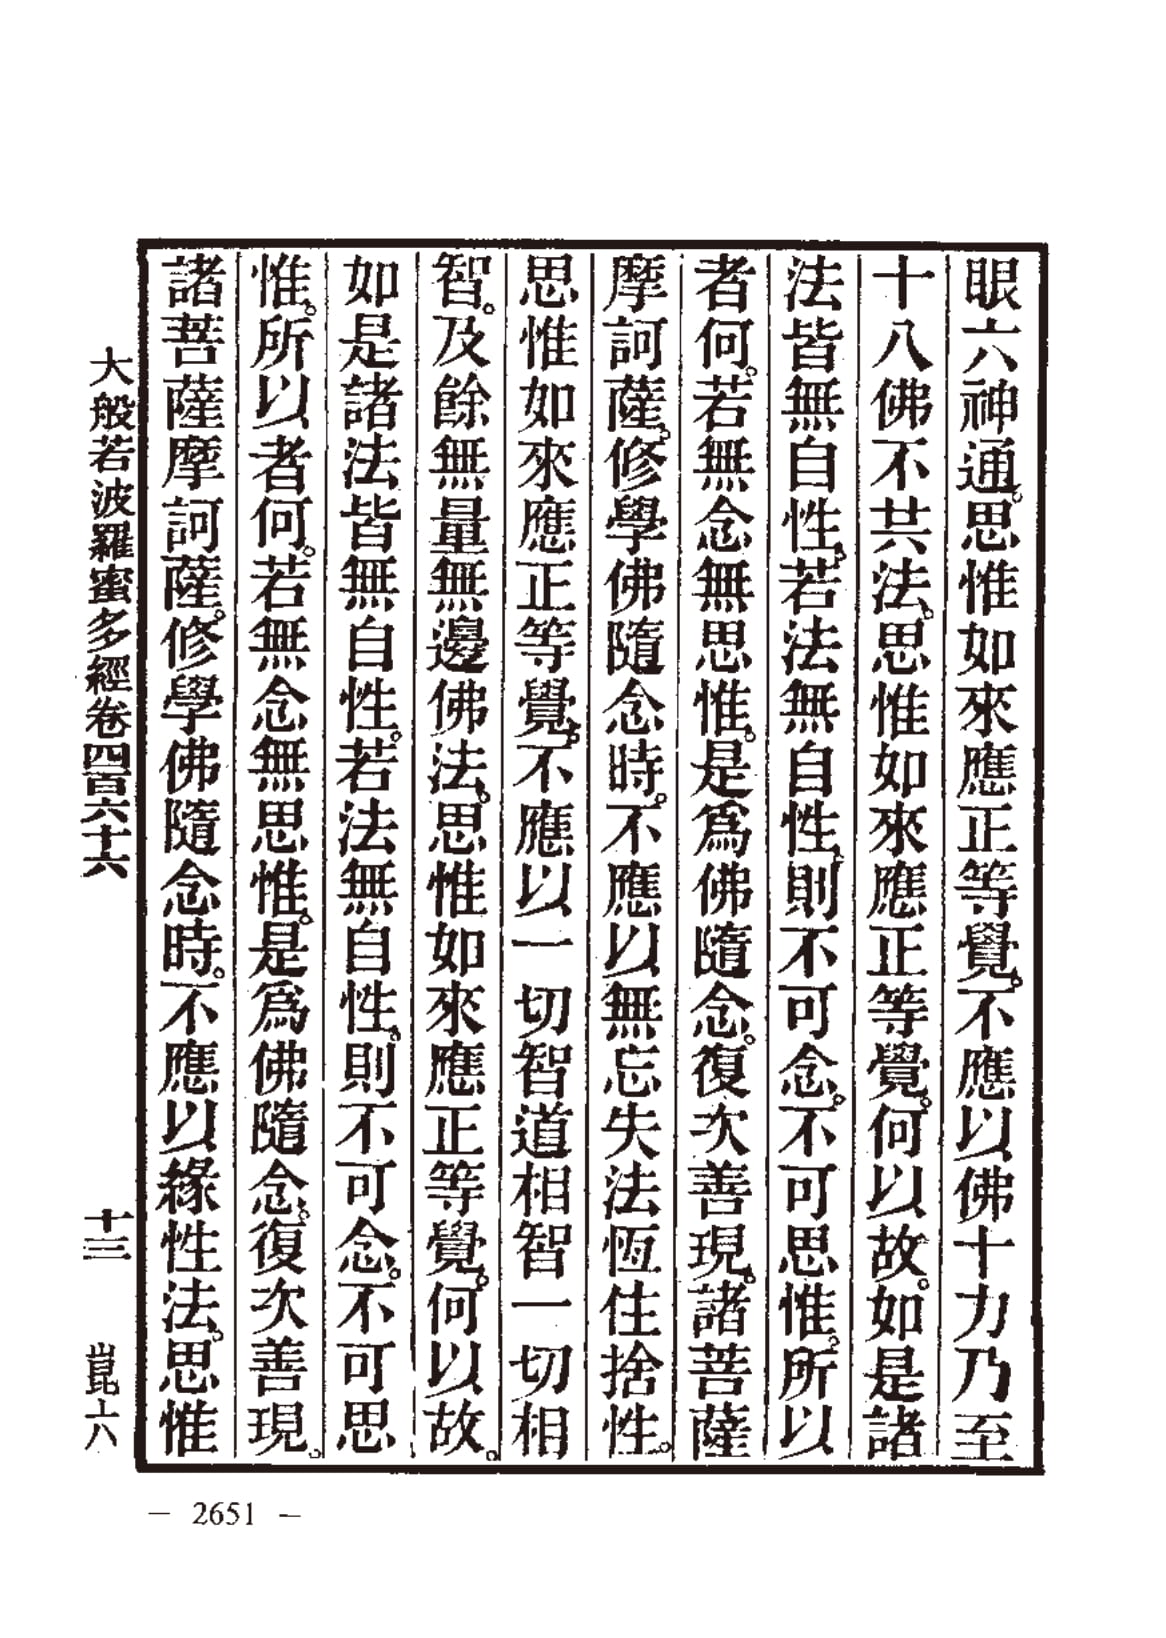 眼六神通。思惟如來應正等覺。不應以佛十力乃至
十八佛不共法。思惟如來應正等覺。何以故。如是諸
法皆無自性。若法無自性。則不可念。不可思惟。所以
者何。若無念無思惟。是爲佛隨念。復次善現。諸菩薩
摩訶薩。修學佛隨念時。不應以無忘失法恆住捨性。
思惟如來應正等覺。不應以一切智道相智一切相
智。及餘無量無邊佛法。思惟如來應正等覺。何以故。
如是諸法皆無自性。若法無自性。則不可念。不可思
惟。所以者何。若無念無思惟。是爲佛隨念。復次善現。
諸菩薩摩訶薩。修學佛隨念時。不應以緣性法。思惟
大般若波羅蜜多經卷四百六十六 十三 崑六
— 2651 —